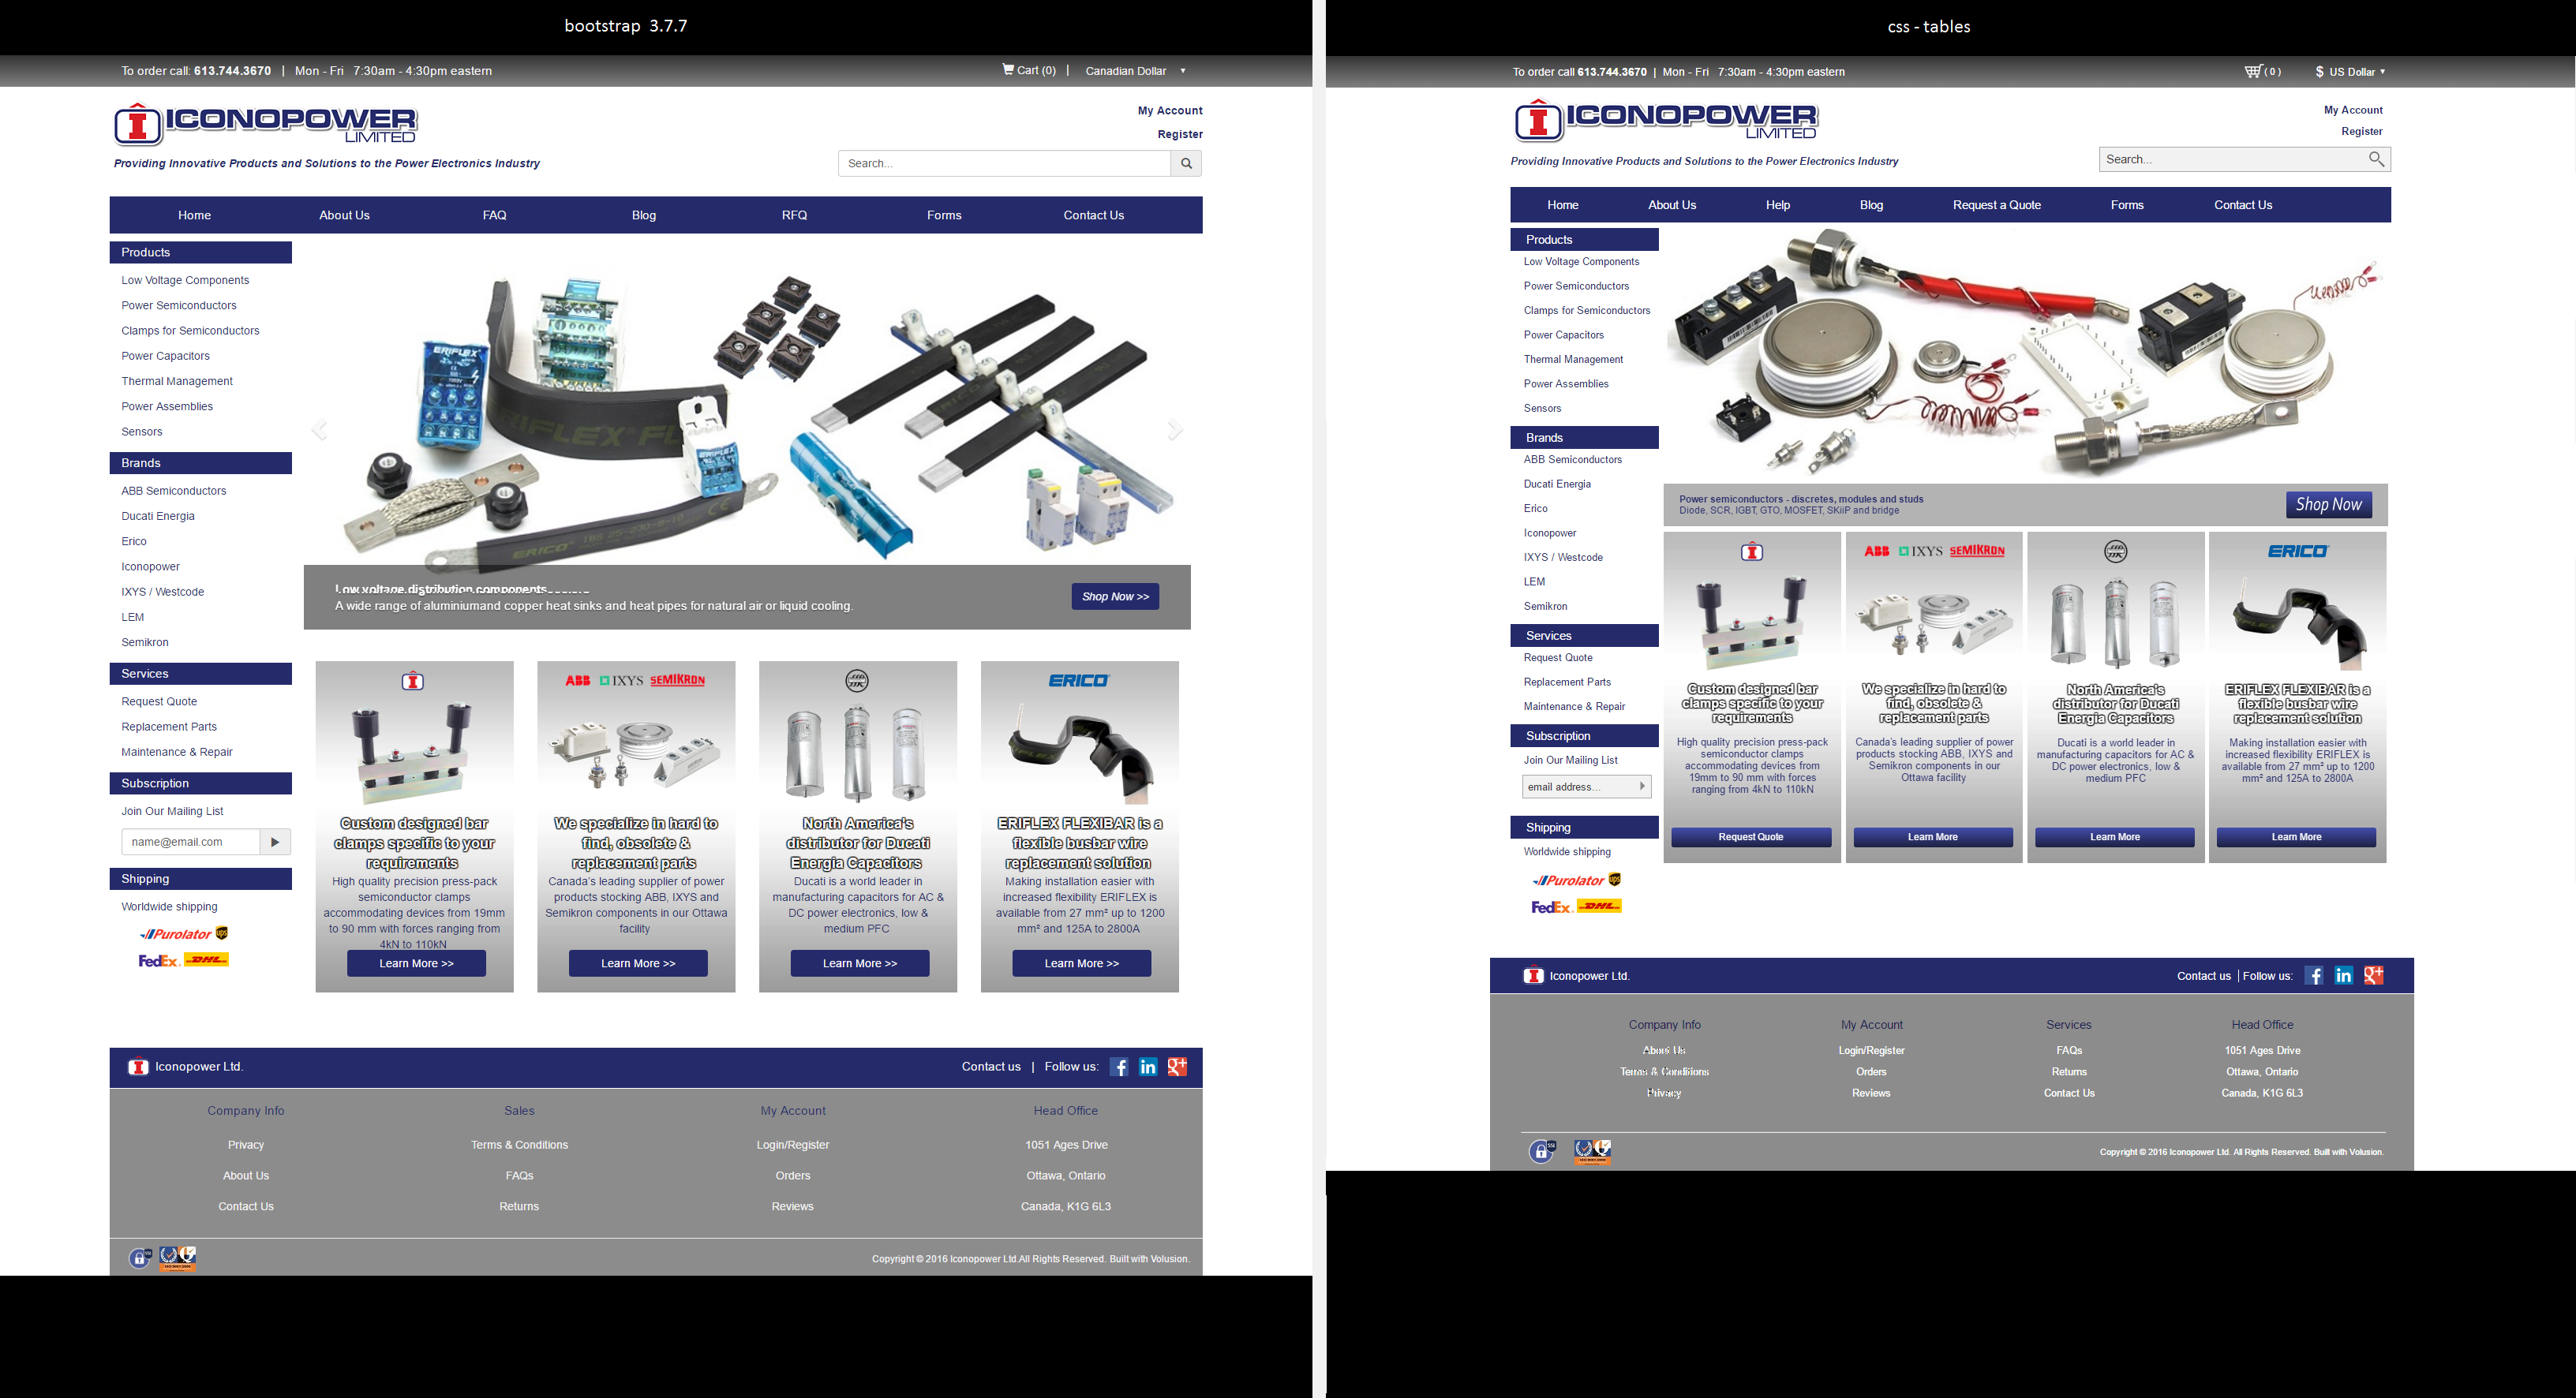 bootstrap 3.7.7
To order call: 613.744.3670 | Mon - Fri 7:30am - 4:30pm eastern
Cart (0) | Canadian Dollar
ICONOPOWER
LIMITED
My Account
Register
Providing Innovative Products and Solutions to the Power Electronics Industry
Search...
Home About Us FAQ Blog RFQ Forms Contact Us
Products
Low Voltage Components
Power Semiconductors
Clamps for Semiconductors
Power Capacitors
Thermal Management
Power Assemblies
Sensors
Brands
ABB Semiconductors
Ducati Energia
Erico
Iconopower
IXYS / Westcode
LEM
Semikron
Services
Request Quote
Replacement Parts
Maintenance & Repair
Subscription
Join Our Mailing List
name@email.com
Shipping
Worldwide shipping
Purolator ups
FedEx DHL
ERIFLEX
ERIFLEX
ERICO
Low voltage distribution components
A wide range of aluminiumand copper heat sinks and heat pipes for natural air or liquid cooling.
Shop Now >>
Custom designed bar
clamps specific to your
requirements
High quality precision press-pack
semiconductor clamps
accommodating devices from 19mm
to 90 mm with forces ranging from
4kN to 110kN
Learn More >>
ABB IXYS SEMIKRON
We specialize in hard to
find, obsolete &
replacement parts
Canada's leading supplier of power
products stocking ABB, IXYS and
Semikron components in our Ottawa
facility
Learn More >>
North America's
distributor for Ducati
Energia Capacitors
Ducati is a world leader in
manufacturing capacitors for AC &
DC power electronics, low &
medium PFC
Learn More >>
ERICO
ERIFLEX FLEXIBAR is a
flexible busbar wire
replacement solution
Making installation easier with
increased flexibility ERIFLEX is
available from 27 mm² up to 1200
mm² and 125A to 2800A
Learn More >>
Iconopower Ltd.
Contact us | Follow us:
Company Info Sales My Account Head Office
Privacy Terms & Conditions Login/Register 1051 Ages Drive
About Us FAQs Orders Ottawa, Ontario
Contact Us Returns Reviews Canada, K1G 6L3
Copyright © 2016 Iconopower Ltd.All Rights Reserved. Built with Volusion.
css - tables
To order call 613.744.3670 | Mon - Fri 7:30am - 4:30pm eastern
( 0 ) $ US Dollar
ICONOPOWER
LIMITED
My Account
Register
Providing Innovative Products and Solutions to the Power Electronics Industry
Search...
Home About Us Help Blog Request a Quote Forms Contact Us
Products
Low Voltage Components
Power Semiconductors
Clamps for Semiconductors
Power Capacitors
Thermal Management
Power Assemblies
Sensors
Brands
ABB Semiconductors
Ducati Energia
Erico
Iconopower
IXYS / Westcode
LEM
Semikron
Services
Request Quote
Replacement Parts
Maintenance & Repair
Subscription
Join Our Mailing List
email address...
Shipping
Worldwide shipping
Purolator ups
FedEx DHL
Power semiconductors - discretes, modules and studs
Diode, SCR, IGBT, GTO, MOSFET, SKiiP and bridge
Shop Now
Custom designed bar
clamps specific to your
requirements
High quality precision press-pack
semiconductor clamps
accommodating devices from
19mm to 90 mm with forces
ranging from 4kN to 110kN
Request Quote
ABB IXYS SEMIKRON
We specialize in hard to
find, obsolete &
replacement parts
Canada's leading supplier of power
products stocking ABB, IXYS and
Semikron components in our
Ottawa facility
Learn More
North America's
distributor for Ducati
Energia Capacitors
Ducati is a world leader in
manufacturing capacitors for AC &
DC power electronics, low &
medium PFC
Learn More
ERICO
ERIFLEX FLEXIBAR is a
flexible busbar wire
replacement solution
Making installation easier with
increased flexibility ERIFLEX is
available from 27 mm² up to 1200
mm² and 125A to 2800A
Learn More
Iconopower Ltd.
Contact us | Follow us:
Company Info My Account Services Head Office
About Us Login/Register FAQs 1051 Ages Drive
Terms & Conditions Orders Returns Ottawa, Ontario
Privacy Reviews Contact Us Canada, K1G 6L3
Copyright © 2016 Iconopower Ltd. All Rights Reserved. Built with Volusion.